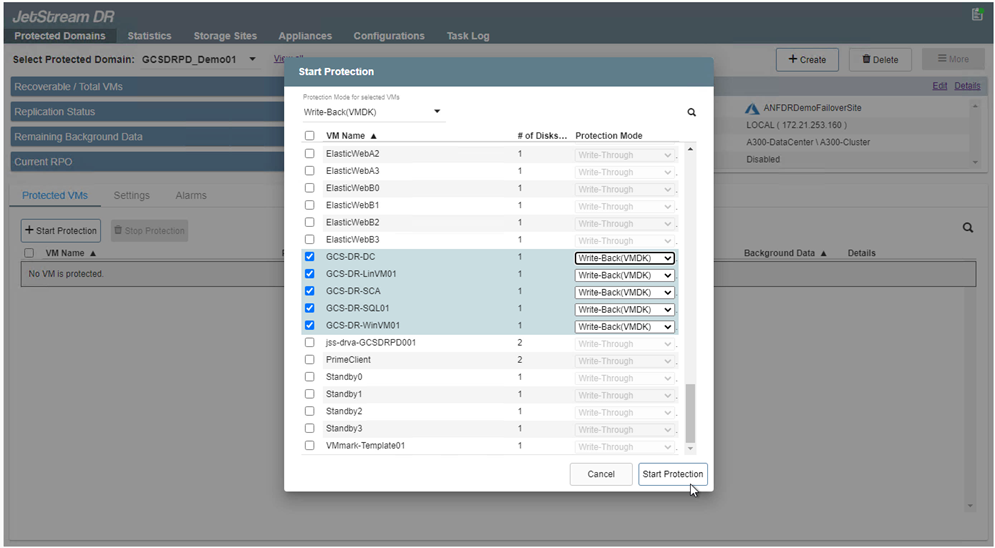 JetStream DR
Protected Domains Statistics Storage Sites Appliances Configurations Task Log
Select Protected Domain: GCSDRPD_Demo01 View all + Create Delete More
Recoverable / Total VMs
Replication Status
Remaining Background Data
Current RPO
Edit Details
ANFDRDemoFailoverSite
LOCAL ( 172.21.253.160 )
A300-DataCenter \ A300-Cluster
Disabled
Protected VMs Settings Alarms
+ Start Protection Stop Protection
VM Name ▲ Background Data ▲ Details
No VM is protected.
Start Protection
Protection Mode for selected VMs
Write-Back(VMDK)
VM Name ▲ # of Disks... Protection Mode
ElasticWebA2 1 Write-Through
ElasticWebA3 1 Write-Through
ElasticWebB0 1 Write-Through
ElasticWebB1 1 Write-Through
ElasticWebB2 1 Write-Through
ElasticWebB3 1 Write-Through
GCS-DR-DC 1 Write-Back(VMDK)
GCS-DR-LinVM01 1 Write-Back(VMDK)
GCS-DR-SCA 1 Write-Back(VMDK)
GCS-DR-SQL01 1 Write-Back(VMDK)
GCS-DR-WinVM01 1 Write-Back(VMDK)
jss-drva-GCSDRPD001 2 Write-Through
PrimeClient 2 Write-Through
Standby0 1 Write-Through
Standby1 1 Write-Through
Standby2 1 Write-Through
Standby3 1 Write-Through
VMmark-Template01 1 Write-Through
Cancel Start Protection